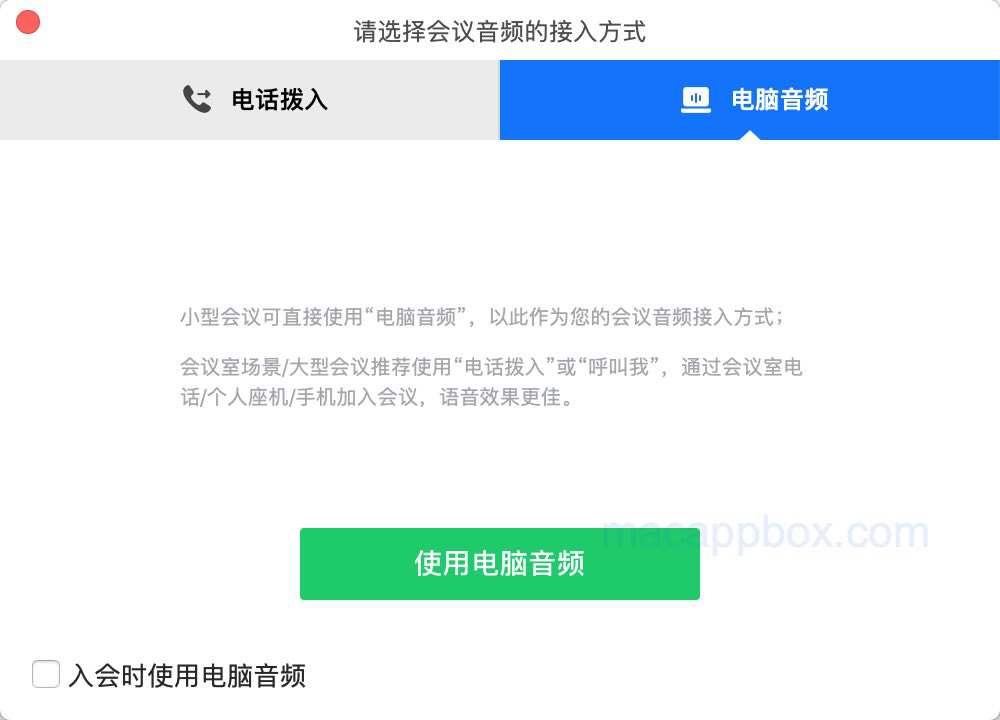 请选择会议音频的接入方式
电话拨入
电脑音频
小型会议可直接使用“电脑音频”，以此作为您的会议音频接入方式；
会议室场景/大型会议推荐使用“电话拨入”或“呼叫我”，通过会议室电
话/个人座机/手机加入会议，语音效果更佳。
macappbox.com
使用电脑音频
入会时使用电脑音频